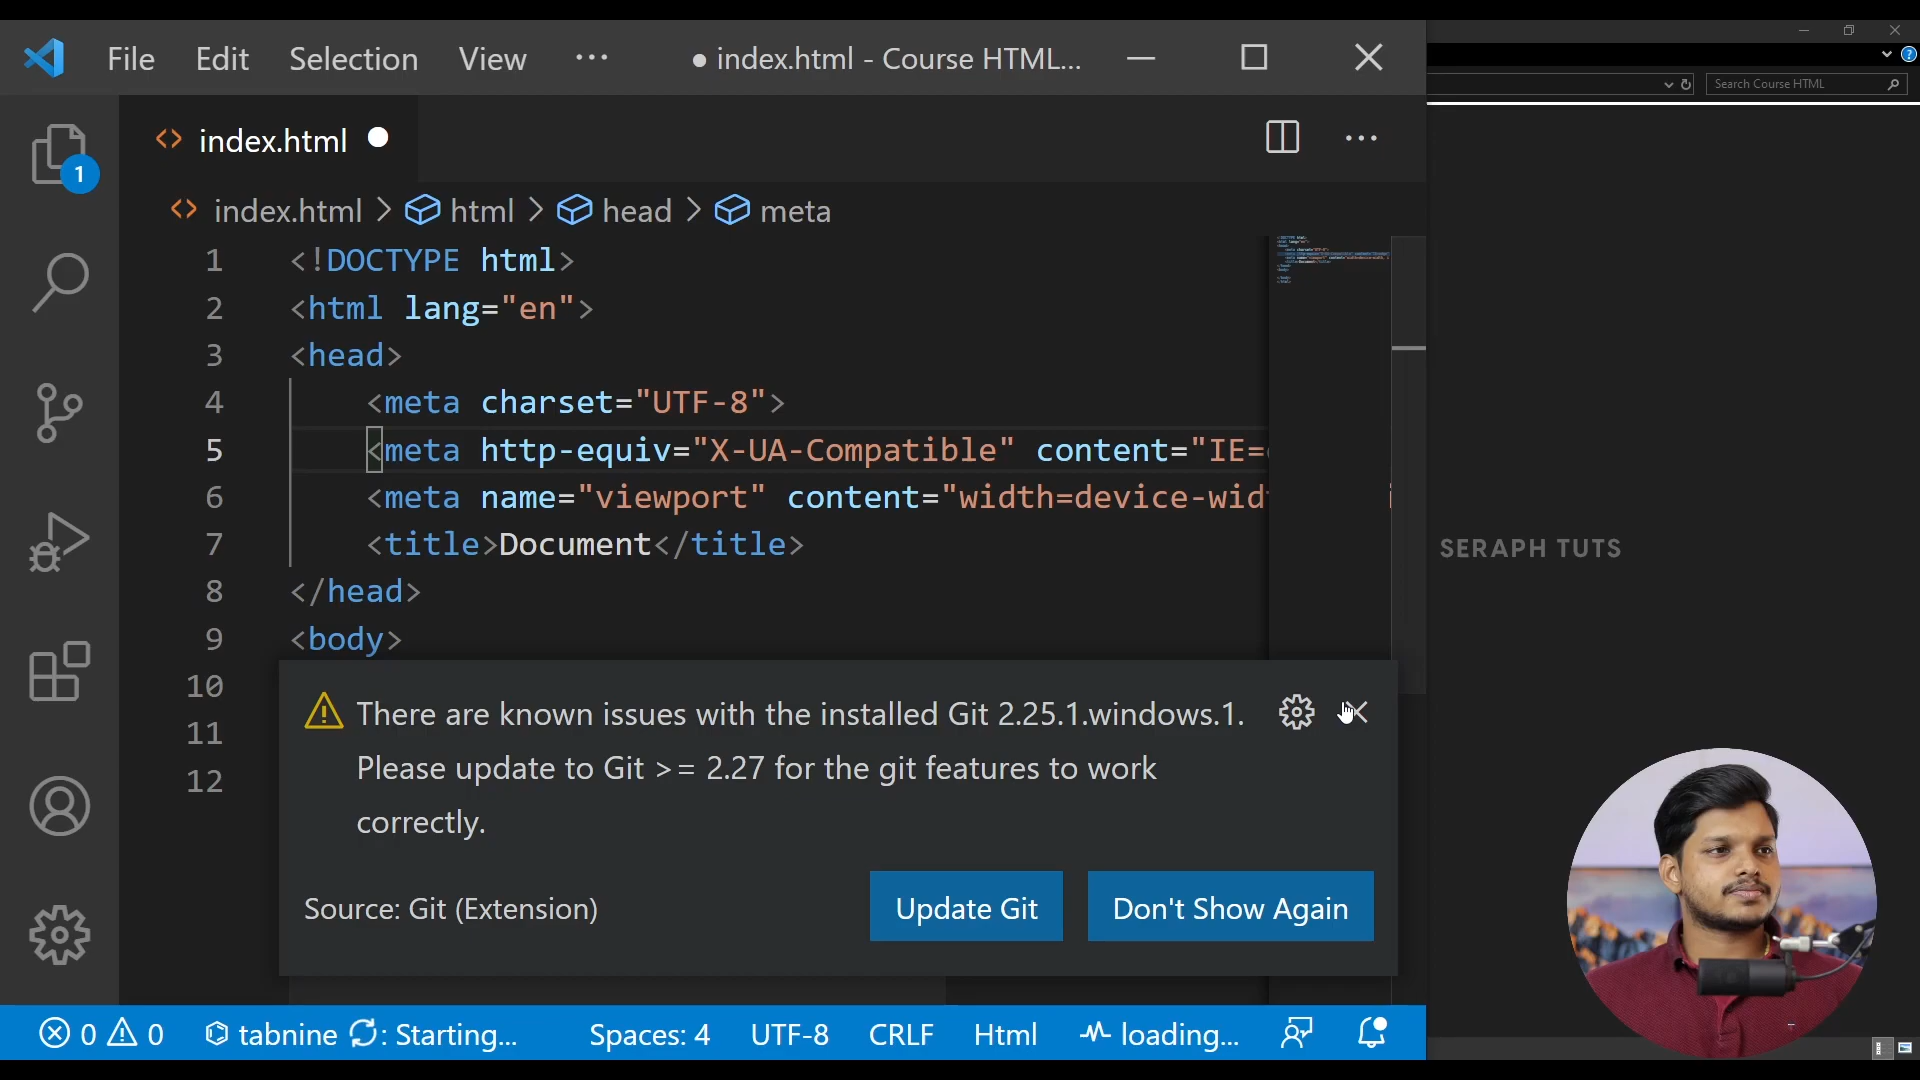 File Edit Selection View ··· ● index.html - Course HTML...
Search Course HTML
index.html
1
index.html > html > head > meta
1 <!DOCTYPE html>
2 <html lang="en">
3 <head>
4 <meta charset="UTF-8">
5 <meta http-equiv="X-UA-Compatible" content="IE=
6 <meta name="viewport" content="width=device-wid
7 <title>Document</title>
8 </head>
9 <body>
10
11
12
SERAPH TUTS
There are known issues with the installed Git 2.25.1.windows.1.
Please update to Git >= 2.27 for the git features to work
correctly.
Source: Git (Extension) Update Git Don't Show Again
0 0 tabnine : Starting... Spaces: 4 UTF-8 CRLF Html loading...